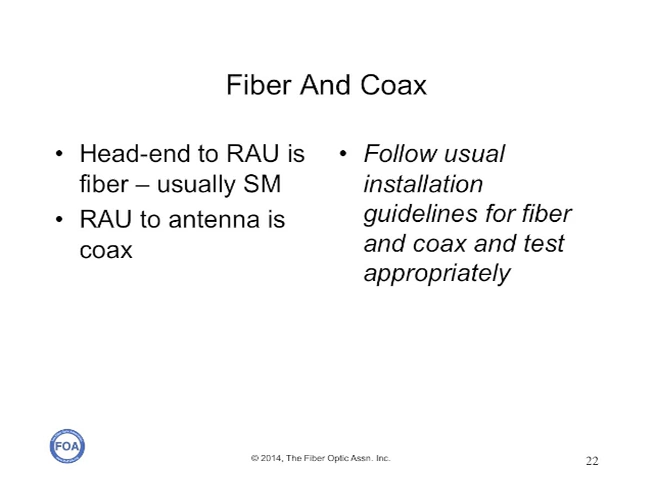 Fiber And Coax
• Head-end to RAU is
fiber – usually SM
• RAU to antenna is
coax
• Follow usual
installation
guidelines for fiber
and coax and test
appropriately
FOA
© 2014, The Fiber Optic Assn. Inc.
22